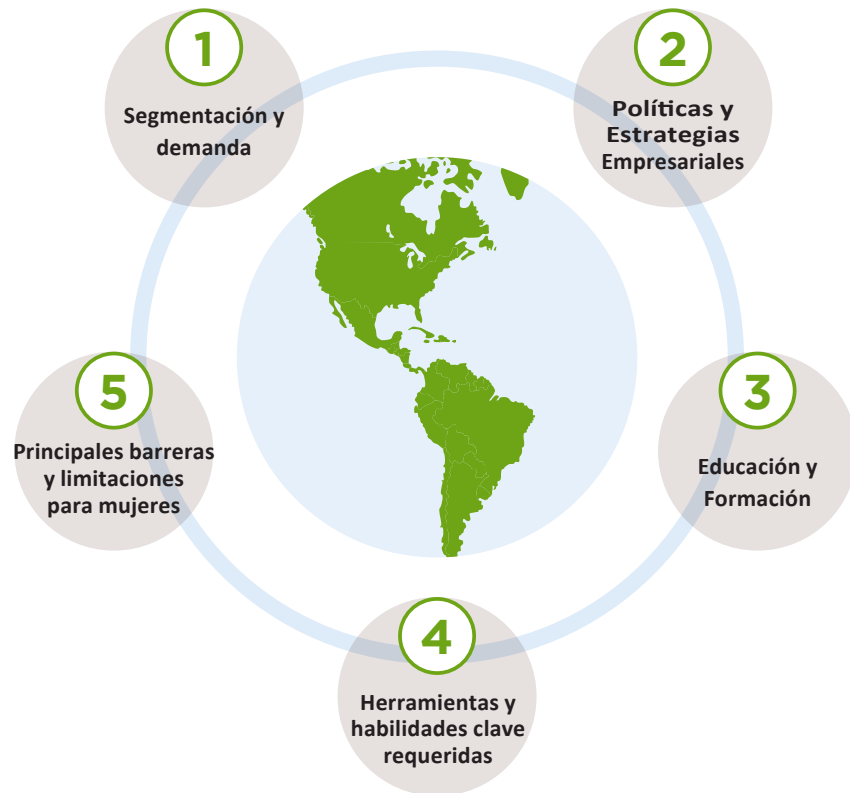 1
Segmentación y
demanda
2
Políticas y
Estrategias
Empresariales
3
Educación y
Formación
4
Herramientas y
habilidades clave
requeridas
5
Principales barreras
y limitaciones
para mujeres